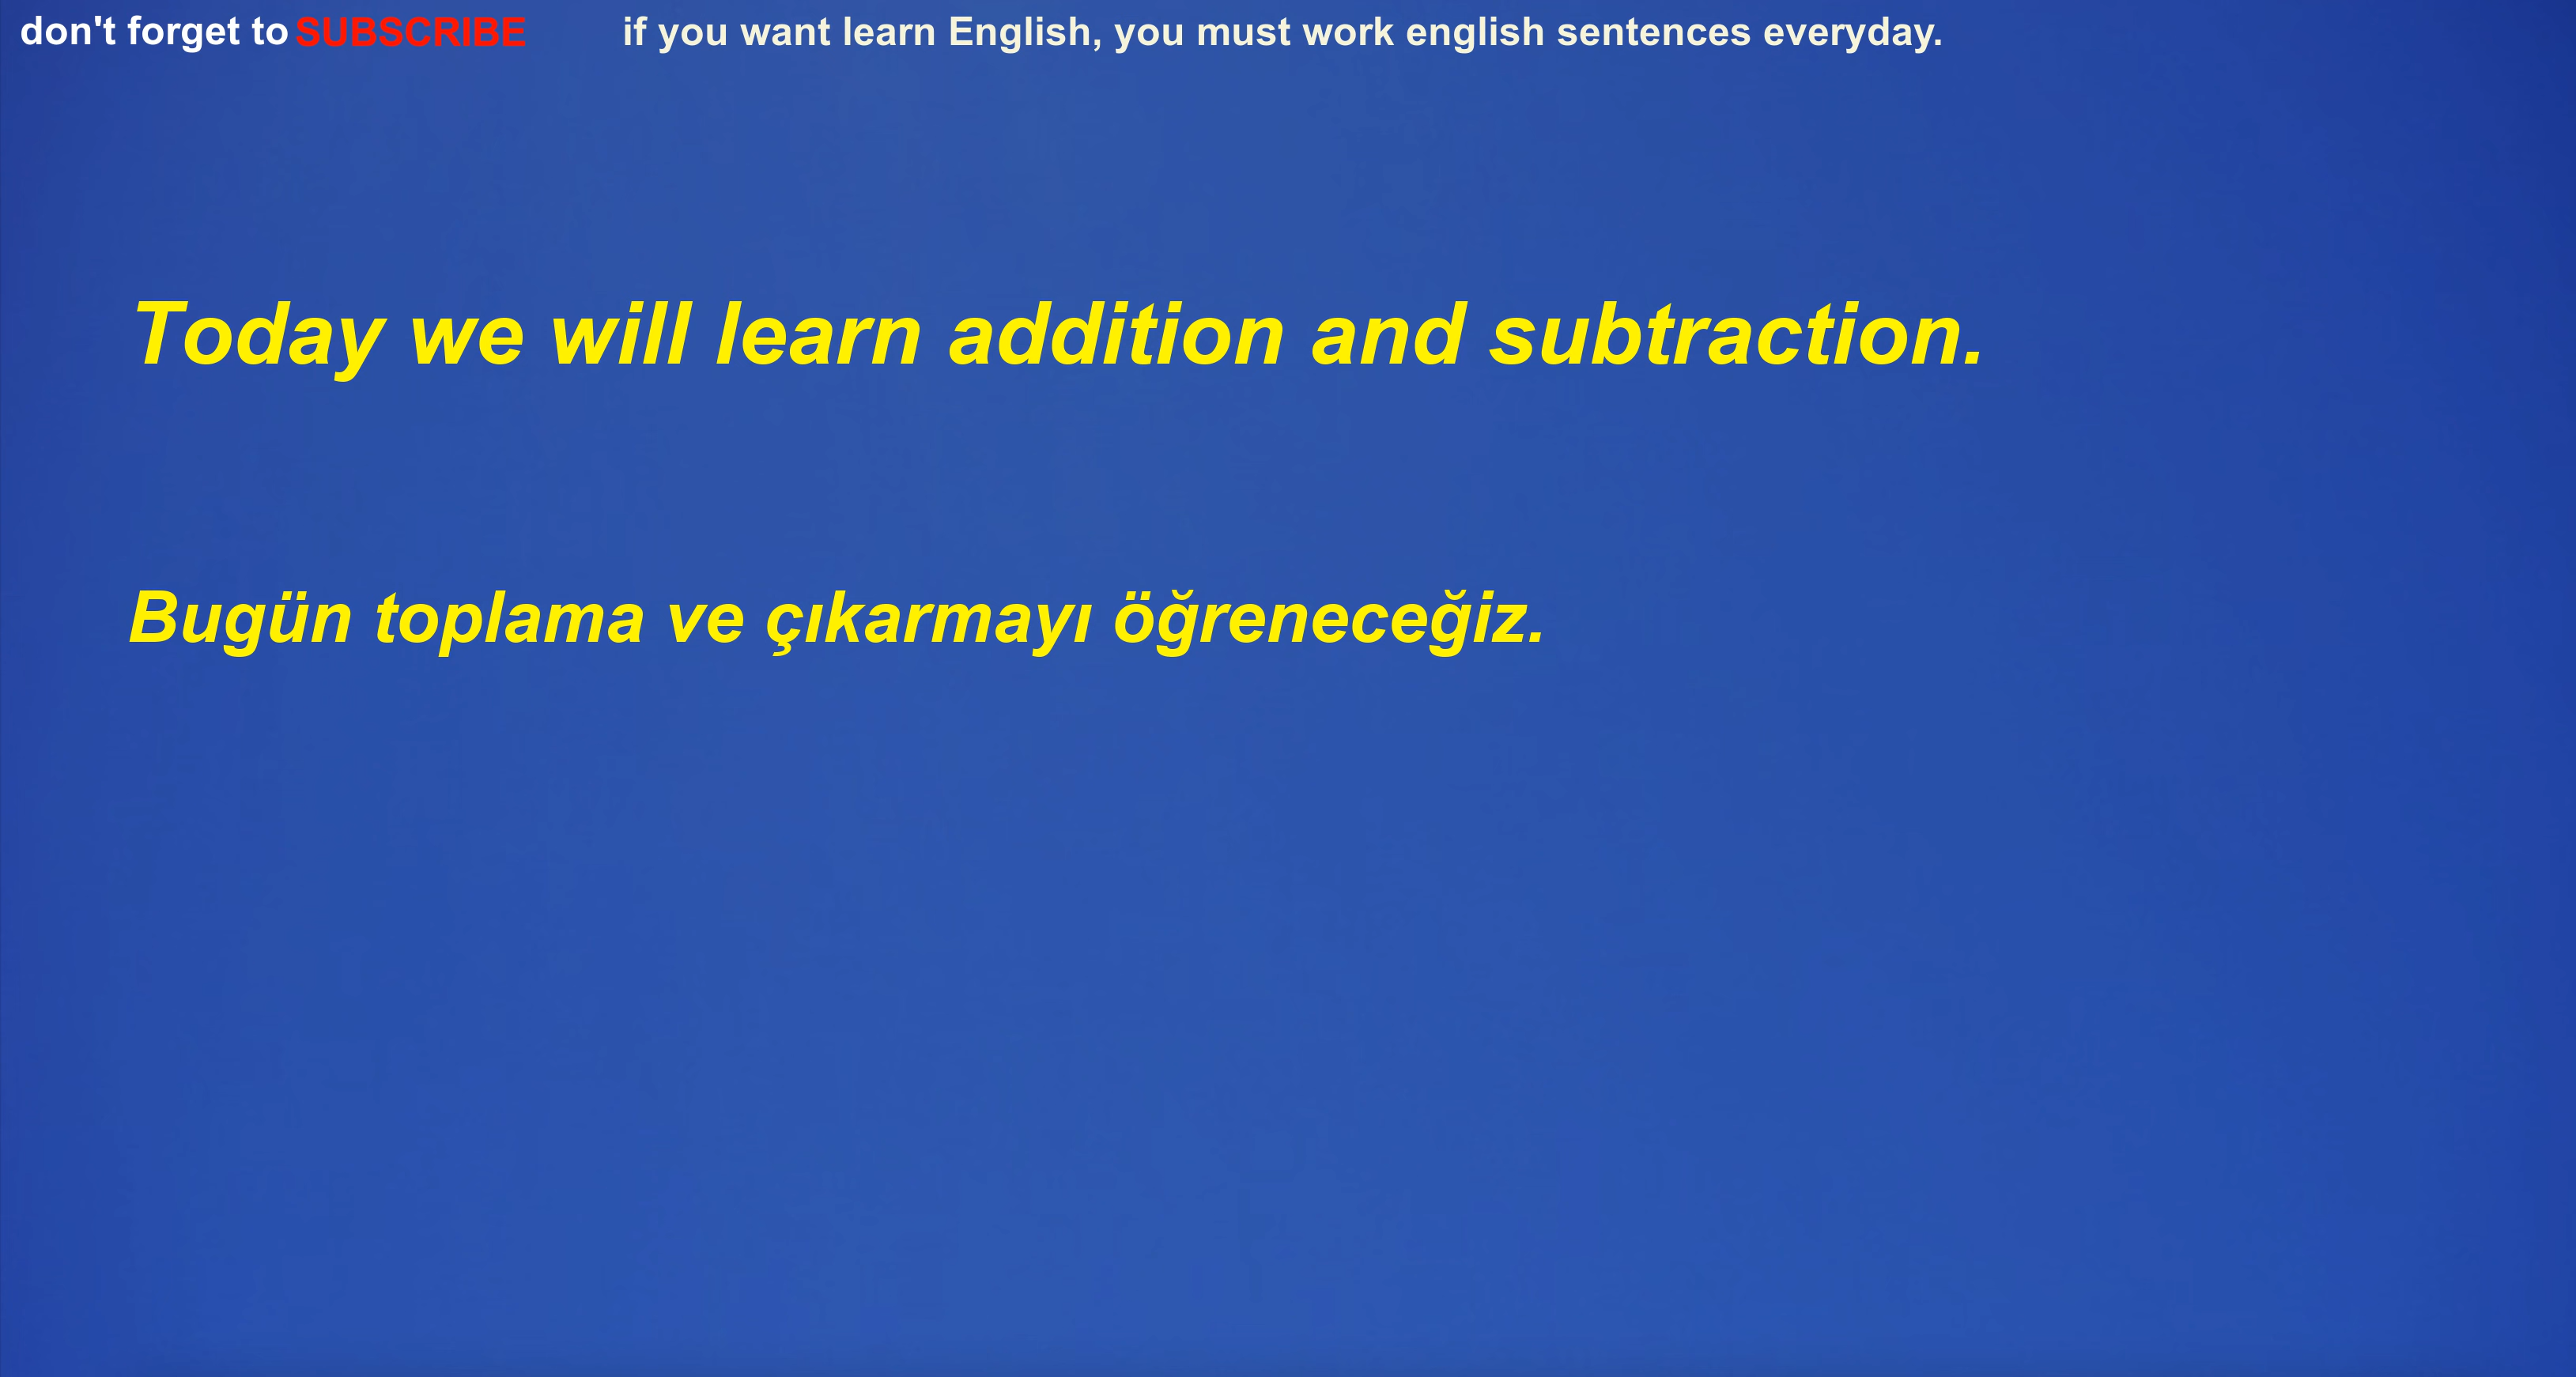 don't forget to SUBSCRIBE if you want learn English, you must work english sentences everyday.
Today we will learn addition and subtraction.
Bugün toplama ve çıkarmayı öğreneceğiz.